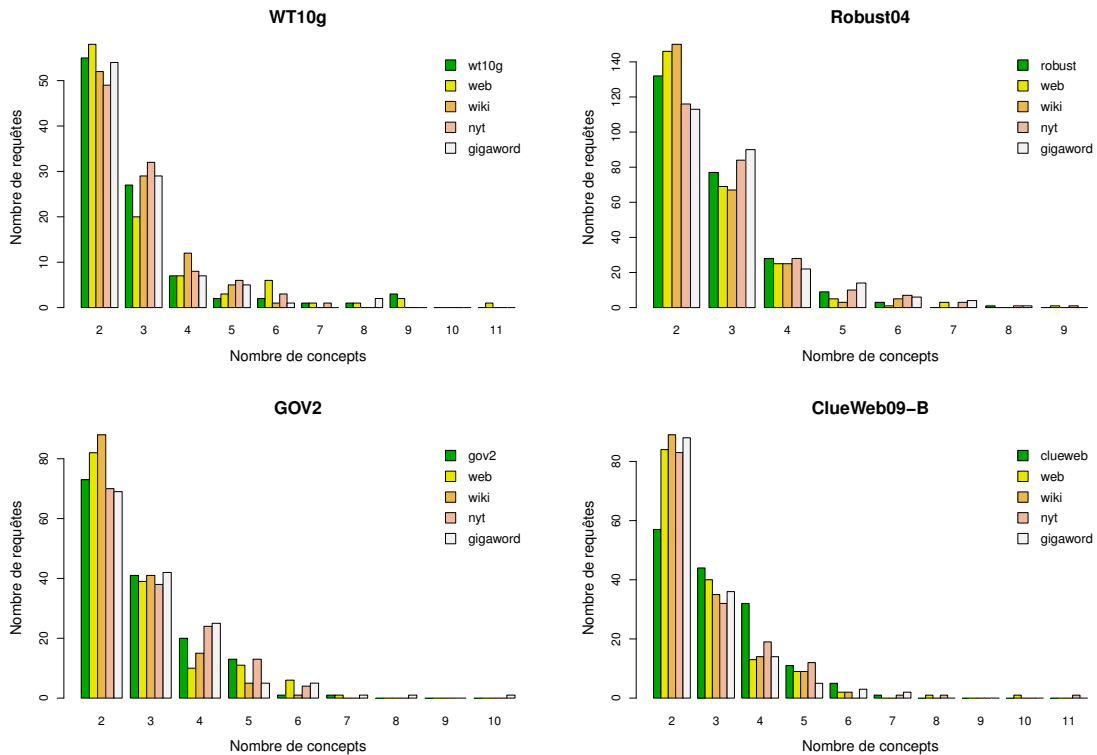 WT10g
Nombre de requêtes
0 10 20 30 40 50
wt10g
web
wiki
nyt
gigaword
2 3 4 5 6 7 8 9 10 11
Nombre de concepts
Robust04
Nombre de requêtes
0 20 40 60 80 100 120 140
robust
web
wiki
nyt
gigaword
2 3 4 5 6 7 8 9
Nombre de concepts
GOV2
Nombre de requêtes
0 20 40 60 80
gov2
web
wiki
nyt
gigaword
2 3 4 5 6 7 8 9 10
Nombre de concepts
ClueWeb09−B
Nombre de requêtes
0 20 40 60 80
clueweb
web
wiki
nyt
gigaword
2 3 4 5 6 7 8 9 10 11
Nombre de concepts